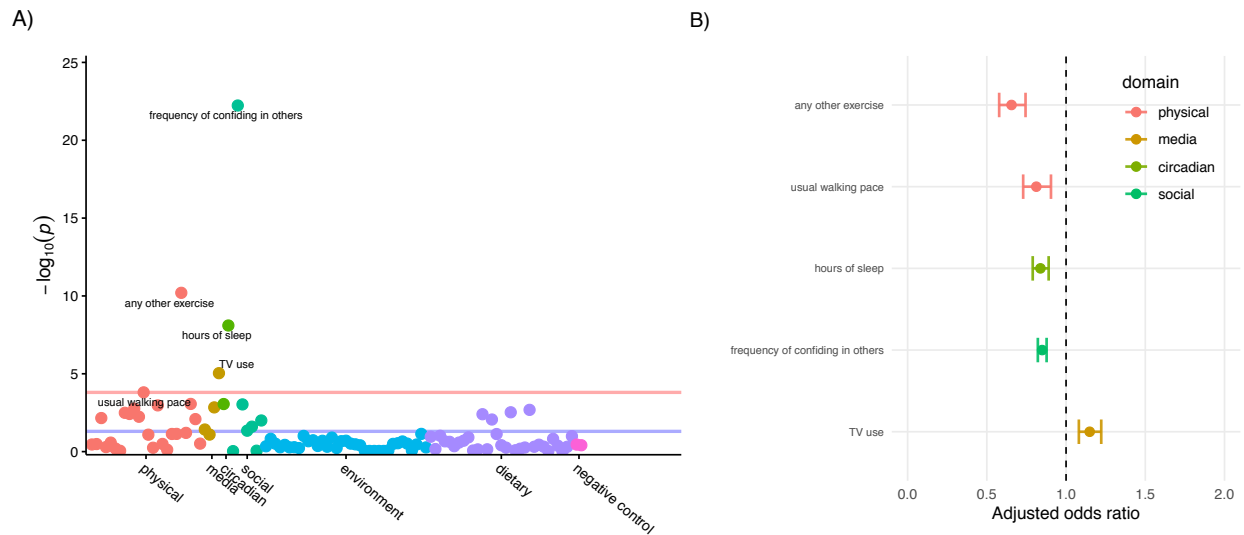 A)
B)
25
20
15
10
5
0
−log10(p)
frequency of confiding in others
any other exercise
hours of sleep
TV use
usual walking pace
physical
media
circadian
social
environment
dietary
negative control
any other exercise
usual walking pace
hours of sleep
frequency of confiding in others
TV use
0.0 0.5 1.0 1.5 2.0
Adjusted odds ratio
domain
physical
media
circadian
social